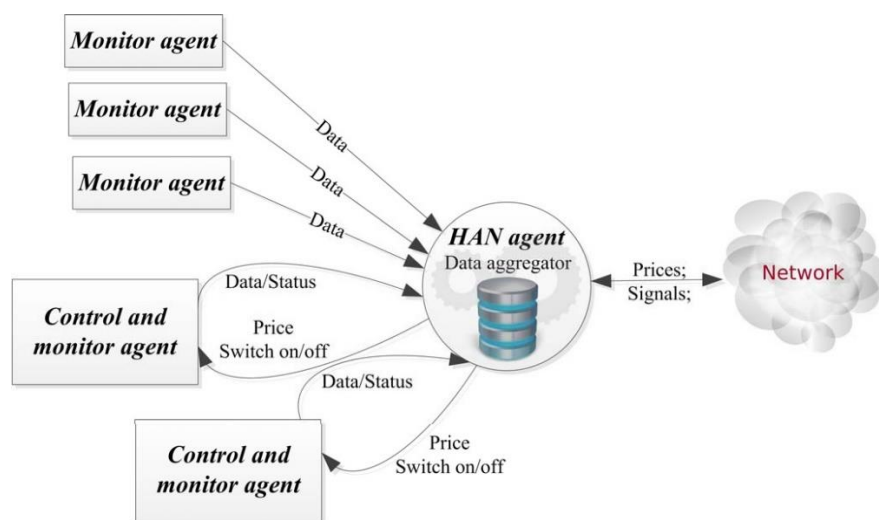 Monitor agent
Monitor agent
Monitor agent
Data
Data
Data
HAN agent
Data aggregator
Prices;
Signals;
Network
Data/Status
Control and
monitor agent
Price
Switch on/off
Data/Status
Control and
monitor agent
Price
Switch on/off